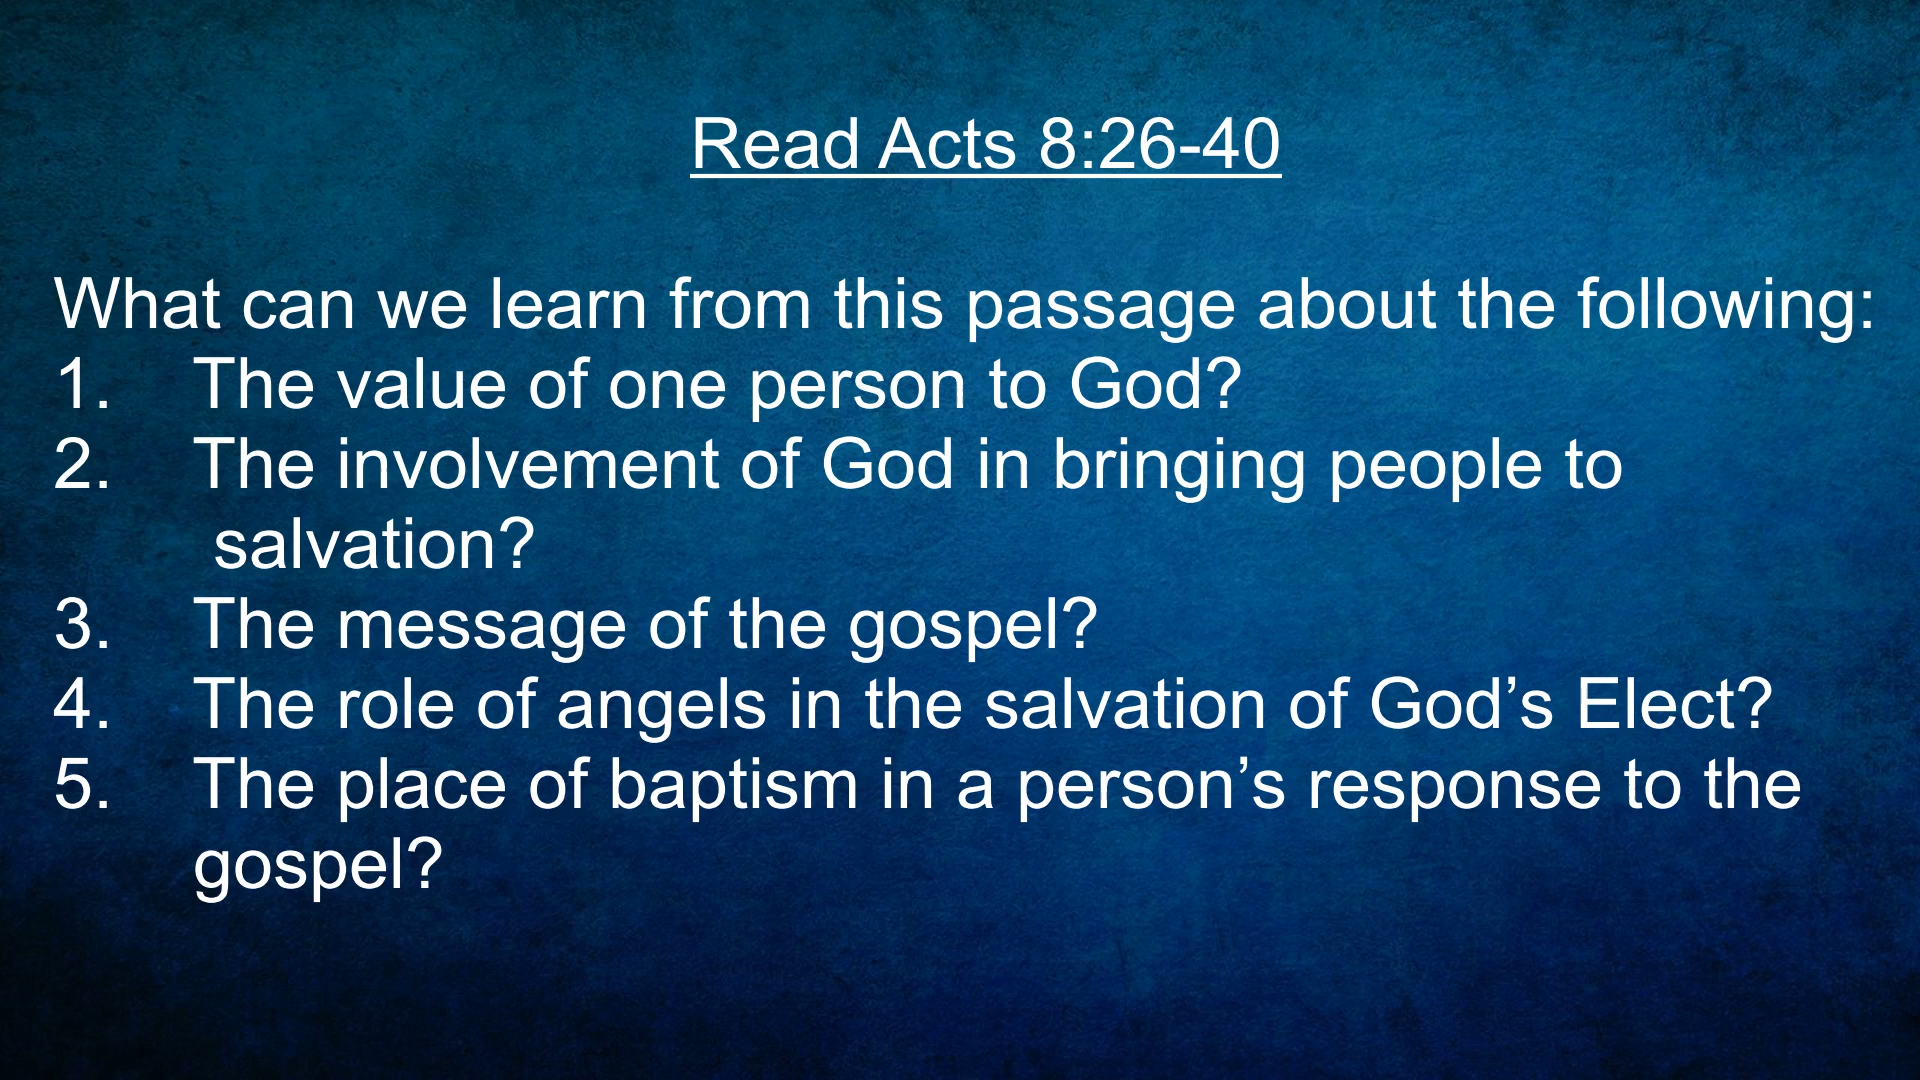 Read Acts 8:26-40
What can we learn from this passage about the following:
1. The value of one person to God?
2. The involvement of God in bringing people to
salvation?
3. The message of the gospel?
4. The role of angels in the salvation of God’s Elect?
5. The place of baptism in a person’s response to the
gospel?